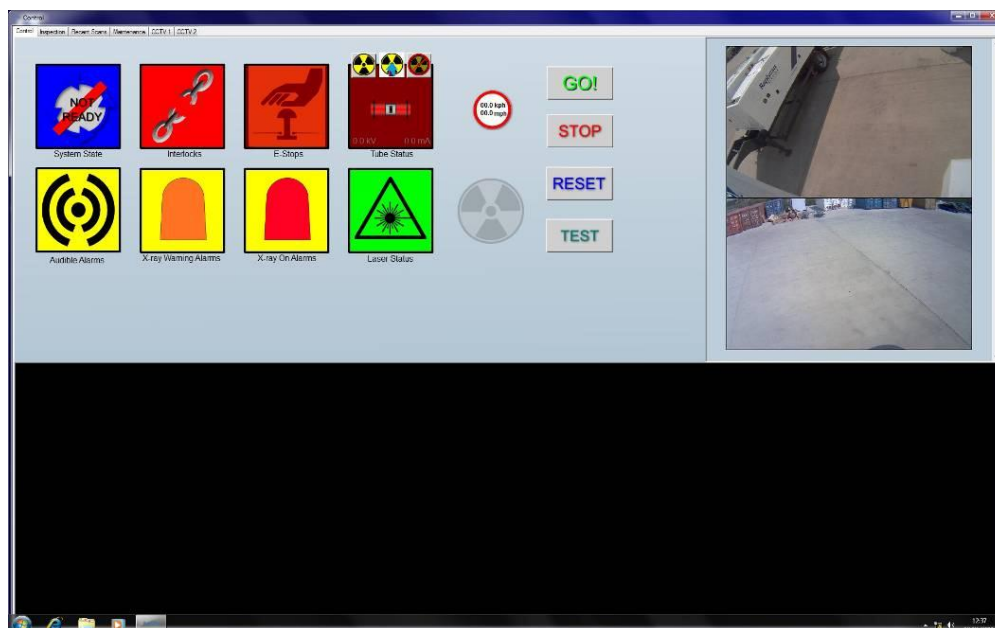 Control
Control Inspection Recent Scans Maintenance CCTV 1 CCTV 2
NOT
READY
System State
Interlocks
E-Stops
0.0 kV 0.0 mA
Tube Status
00.0 kph
00.0 mph
GO!
STOP
RESET
TEST
Audible Alarms
X-ray Warning Alarms
X-ray On Alarms
Laser Status
12:37